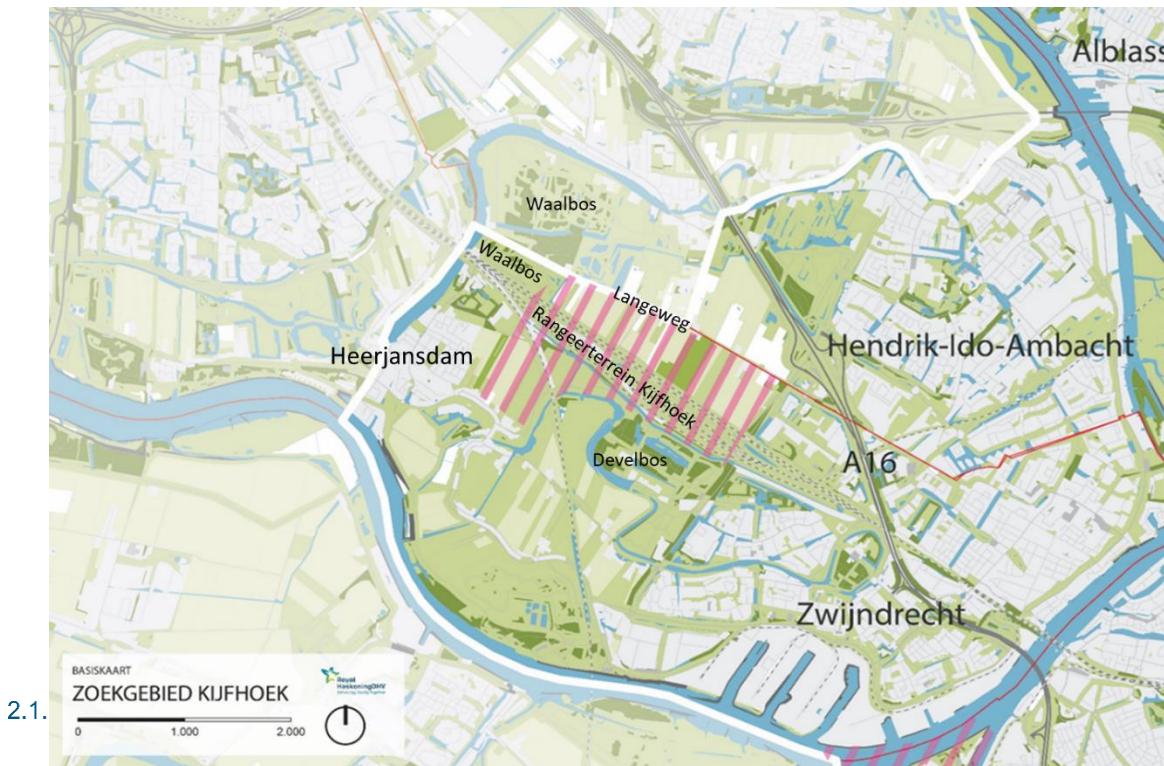 Alblass
Waalbos
Waalbos
Langeweg
Rangeerterrein Kijfhoek
Heerjansdam
Hendrik-Ido-Ambacht
Develbos
A16
Zwijndrecht
BASISKAART
ZOEKGEBIED KIJFHOEK
Royal
HaskoningDHV
0 1.000 2.000
2.1.